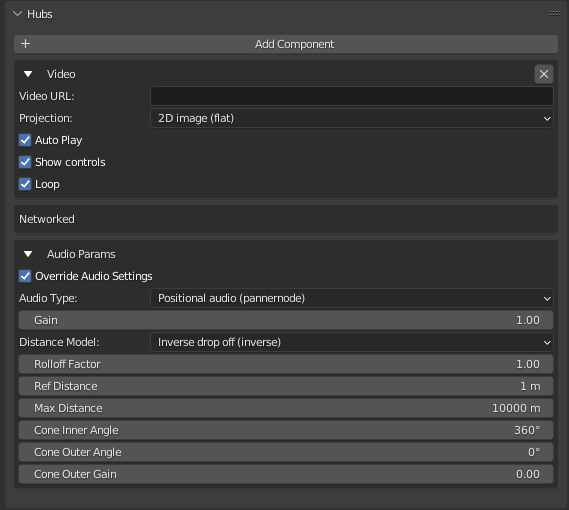 Hubs
+ Add Component
Video
Video URL:
Projection: 2D image (flat)
Auto Play
Show controls
Loop
Networked
Audio Params
Override Audio Settings
Audio Type: Positional audio (pannernode)
Gain 1.00
Distance Model: Inverse drop off (inverse)
Rolloff Factor 1.00
Ref Distance 1 m
Max Distance 10000 m
Cone Inner Angle 360°
Cone Outer Angle 0°
Cone Outer Gain 0.00